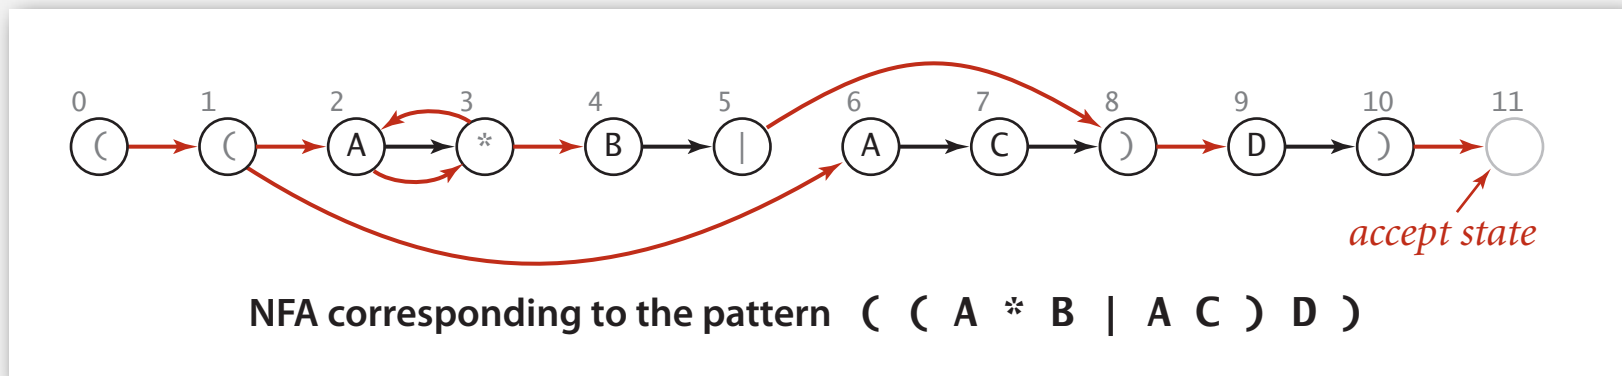 0 1 2 3 4 5 6 7 8 9 10 11
( ( A * B | A C ) D )
accept state
NFA corresponding to the pattern ( ( A * B | A C ) D )